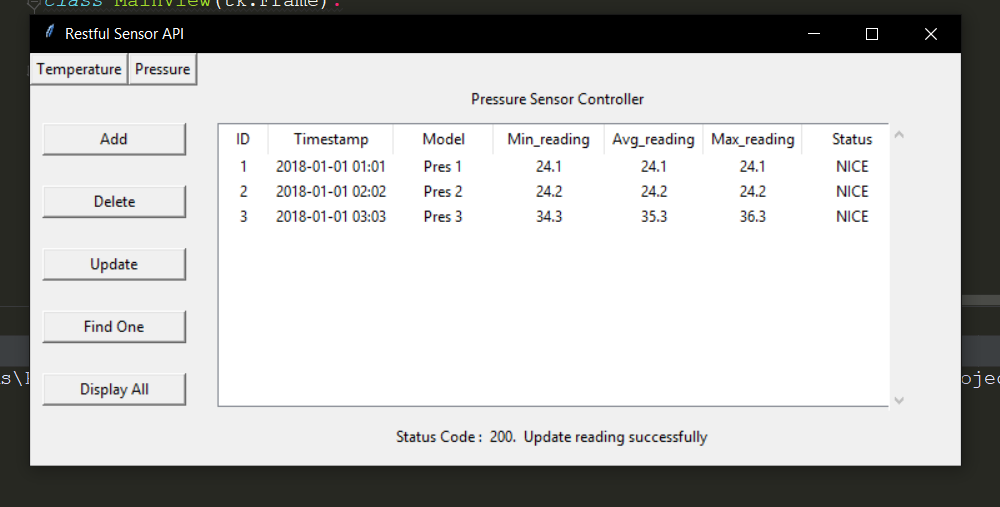 class MainView(tk.Frame):
Restful Sensor API
Temperature Pressure
Pressure Sensor Controller
Add
Delete
Update
Find One
Display All
ID Timestamp Model Min_reading Avg_reading Max_reading Status
1 2018-01-01 01:01 Pres 1 24.1 24.1 24.1 NICE
2 2018-01-01 02:02 Pres 2 24.2 24.2 24.2 NICE
3 2018-01-01 03:03 Pres 3 34.3 35.3 36.3 NICE
Status Code : 200. Update reading successfully